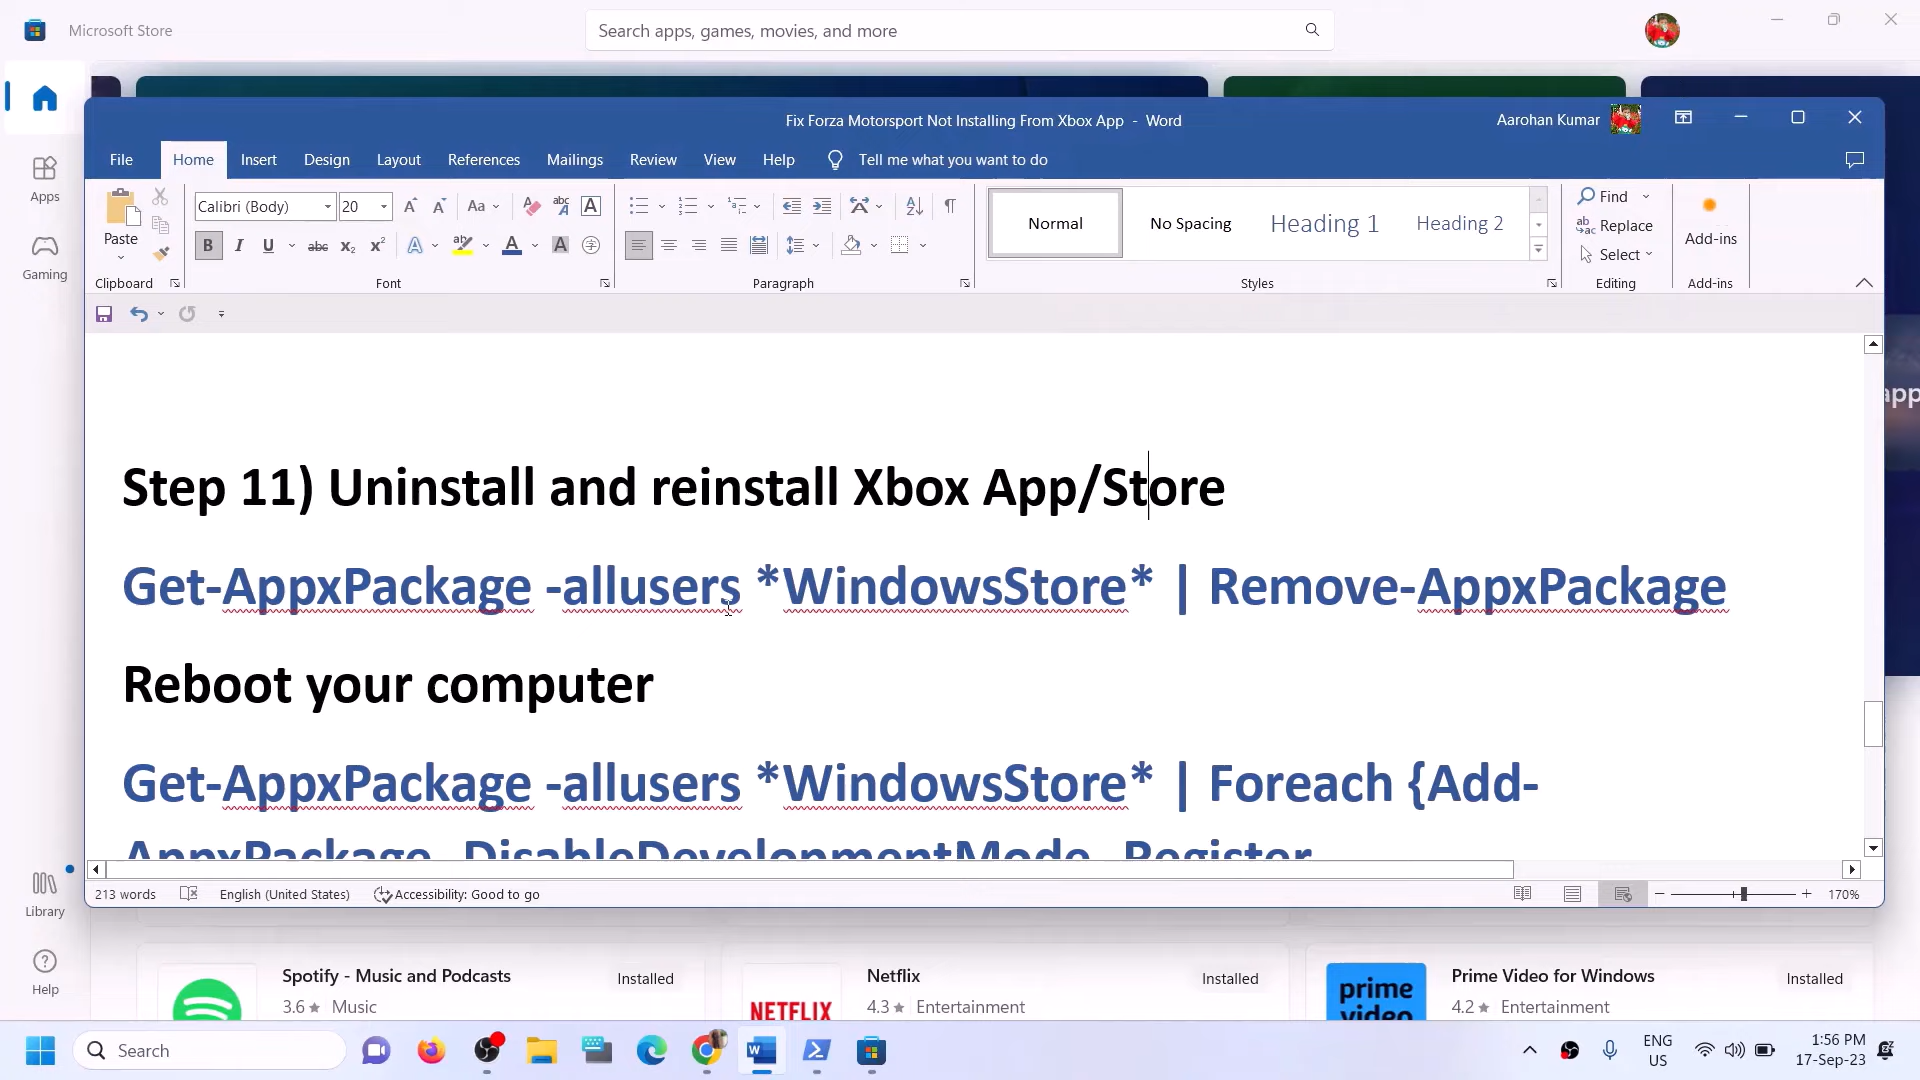 Microsoft Store
Search apps, games, movies, and more
Fix Forza Motorsport Not Installing From Xbox App - Word
Aarohan Kumar
File Home Insert Design Layout References Mailings Review View Help Tell me what you want to do
Apps
Gaming
Paste
Calibri (Body) 20
Normal
No Spacing
Heading 1
Heading 2
Find
Replace
Select
Add-ins
Clipboard Font Paragraph Styles Editing Add-ins
Step 11) Uninstall and reinstall Xbox App/Store
Get-AppxPackage -allusers *WindowsStore* | Remove-AppxPackage
Reboot your computer
Get-AppxPackage -allusers *WindowsStore* | Foreach {Add-
AppxPackage -DisableDevelopmentMode -Register
213 words English (United States) Accessibility: Good to go 170%
Library
Help
Spotify - Music and Podcasts Installed
3.6 Music
Netflix Installed
4.3 Entertainment
NETFLIX
Prime Video for Windows Installed
4.2 Entertainment
prime
video
Search
ENG
US
1:56 PM
17-Sep-23